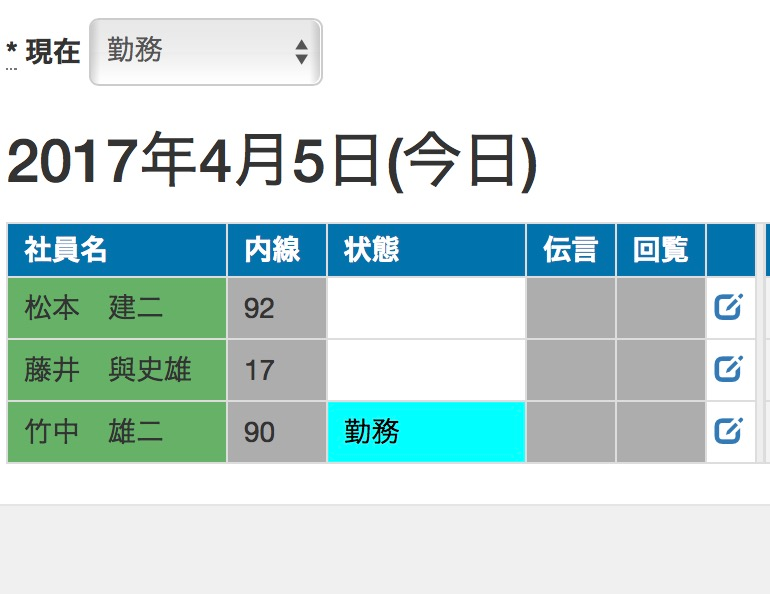 * 現在 勤務
2017年4月5日(今日)
社員名 内線 状態 伝言 回覧
松本　建二 92
藤井　與史雄 17
竹中　雄二 90 勤務